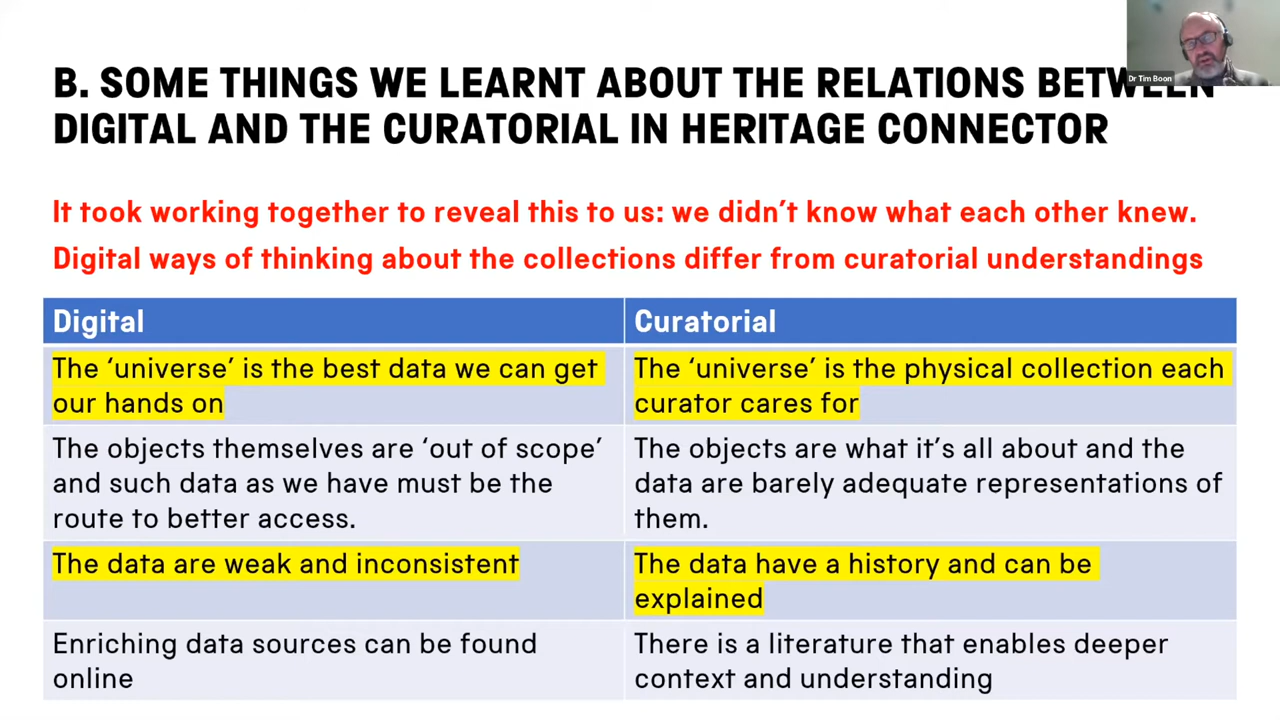 B. SOME THINGS WE LEARNT ABOUT THE RELATIONS BETWEEN
DIGITAL AND THE CURATORIAL IN HERITAGE CONNECTOR
Dr Tim Boon
It took working together to reveal this to us: we didn't know what each other knew.
Digital ways of thinking about the collections differ from curatorial understandings
Digital
Curatorial
The 'universe' is the best data we can get
our hands on
The 'universe' is the physical collection each
curator cares for
The objects themselves are 'out of scope'
and such data as we have must be the
route to better access.
The objects are what it's all about and the
data are barely adequate representations of
them.
The data are weak and inconsistent
The data have a history and can be
explained
Enriching data sources can be found
online
There is a literature that enables deeper
context and understanding